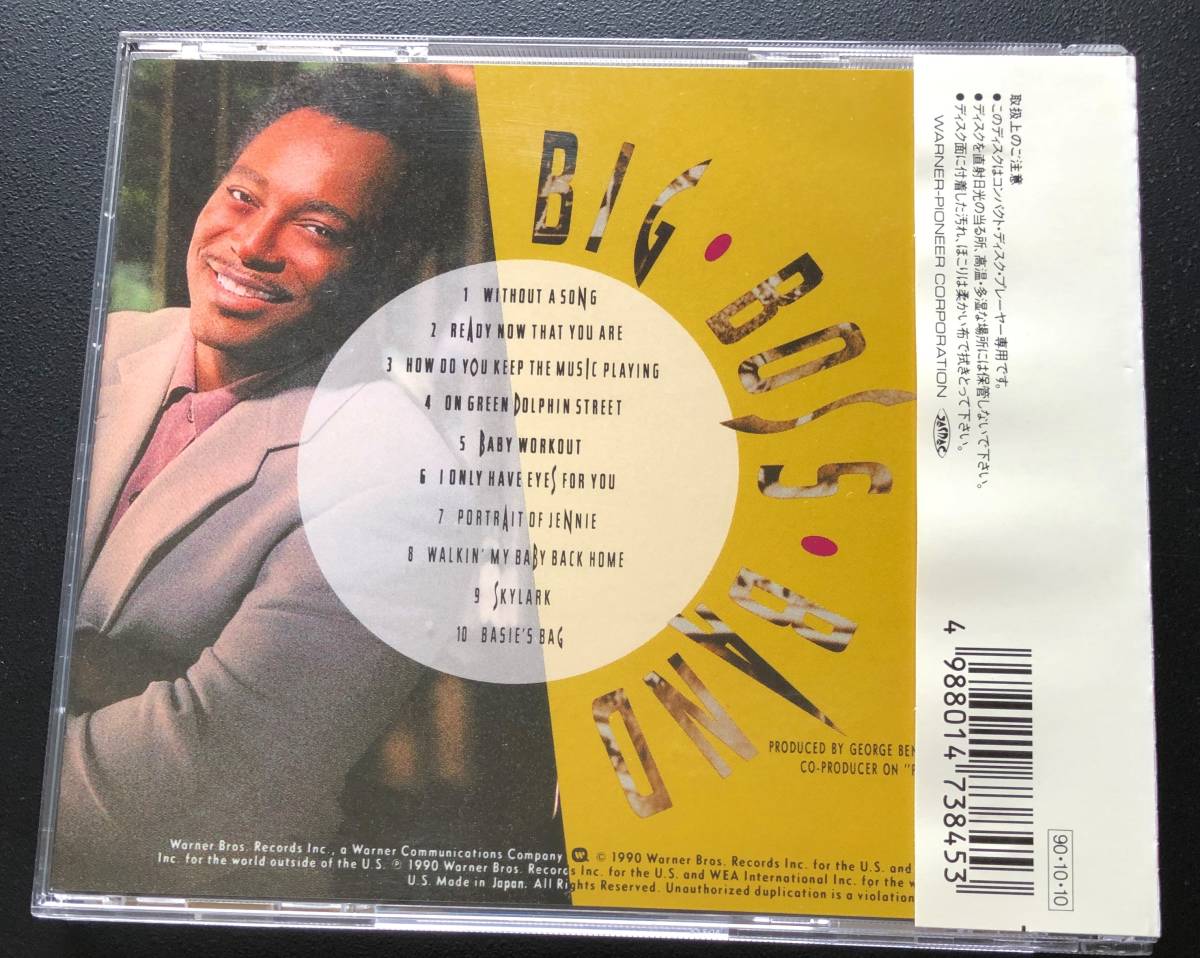 BIG • BOSS • BAND
1 WITHOUT A SONG
2 READY NOW THAT YOU ARE
3 HOW DO YOU KEEP THE MUSIC PLAYING
4 ON GREEN DOLPHIN STREET
5 BABY WORKOUT
6 I ONLY HAVE EYES FOR YOU
7 PORTRAIT OF JENNIE
8 WALKIN' MY BABY BACK HOME
9 SKYLARK
10 BASIE'S BAG
PRODUCED BY GEORGE BEN
CO-PRODUCER ON "
Warner Bros. Records Inc., a Warner Communications Company © 1990 Warner Bros. Records Inc. for the U.S. and
Inc. for the world outside of the U.S. ℗ 1990 Warner Bros. Records Inc. for the U.S. and WEA International Inc. for the w
U.S. Made in Japan. All Rights Reserved. Unauthorized duplication is a violation
取扱上のご注意
●このディスクはコンパクト・ディスク・プレーヤー専用です。
●ディスクを直射日光の当る所、高温・多湿な場所には保管しないで下さい。
●ディスク面に付着した汚れ、ほこりは柔かい布で拭きとって下さい。
WARNER-PIONEER CORPORATION JASRAC
4 988014 738453
90・10・10